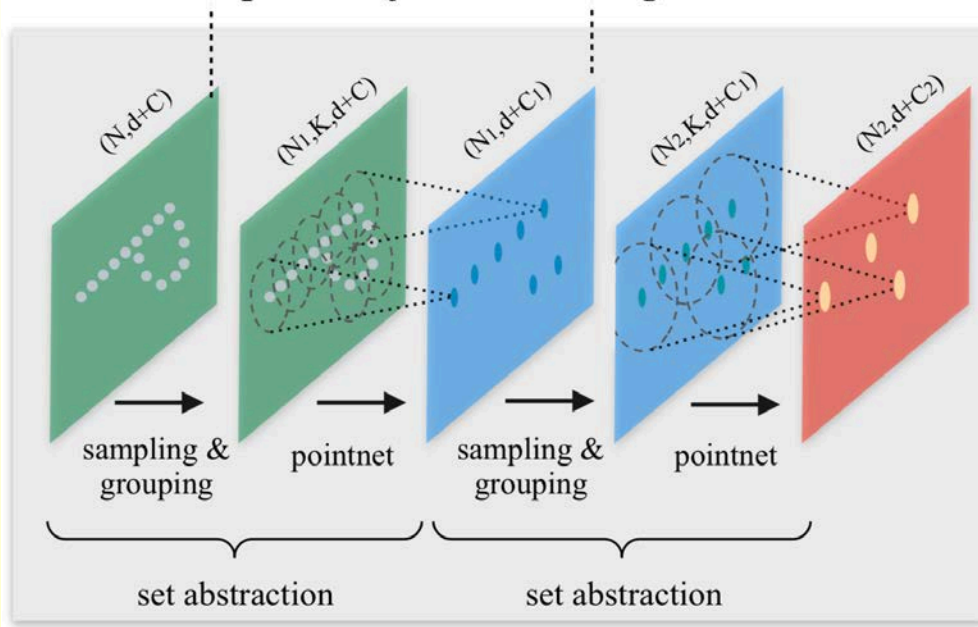 (N,d+C)
(N1,K,d+C)
(N1,d+C1)
(N2,K,d+C1)
(N2,d+C2)
sampling &
grouping
pointnet
sampling &
grouping
pointnet
set abstraction
set abstraction